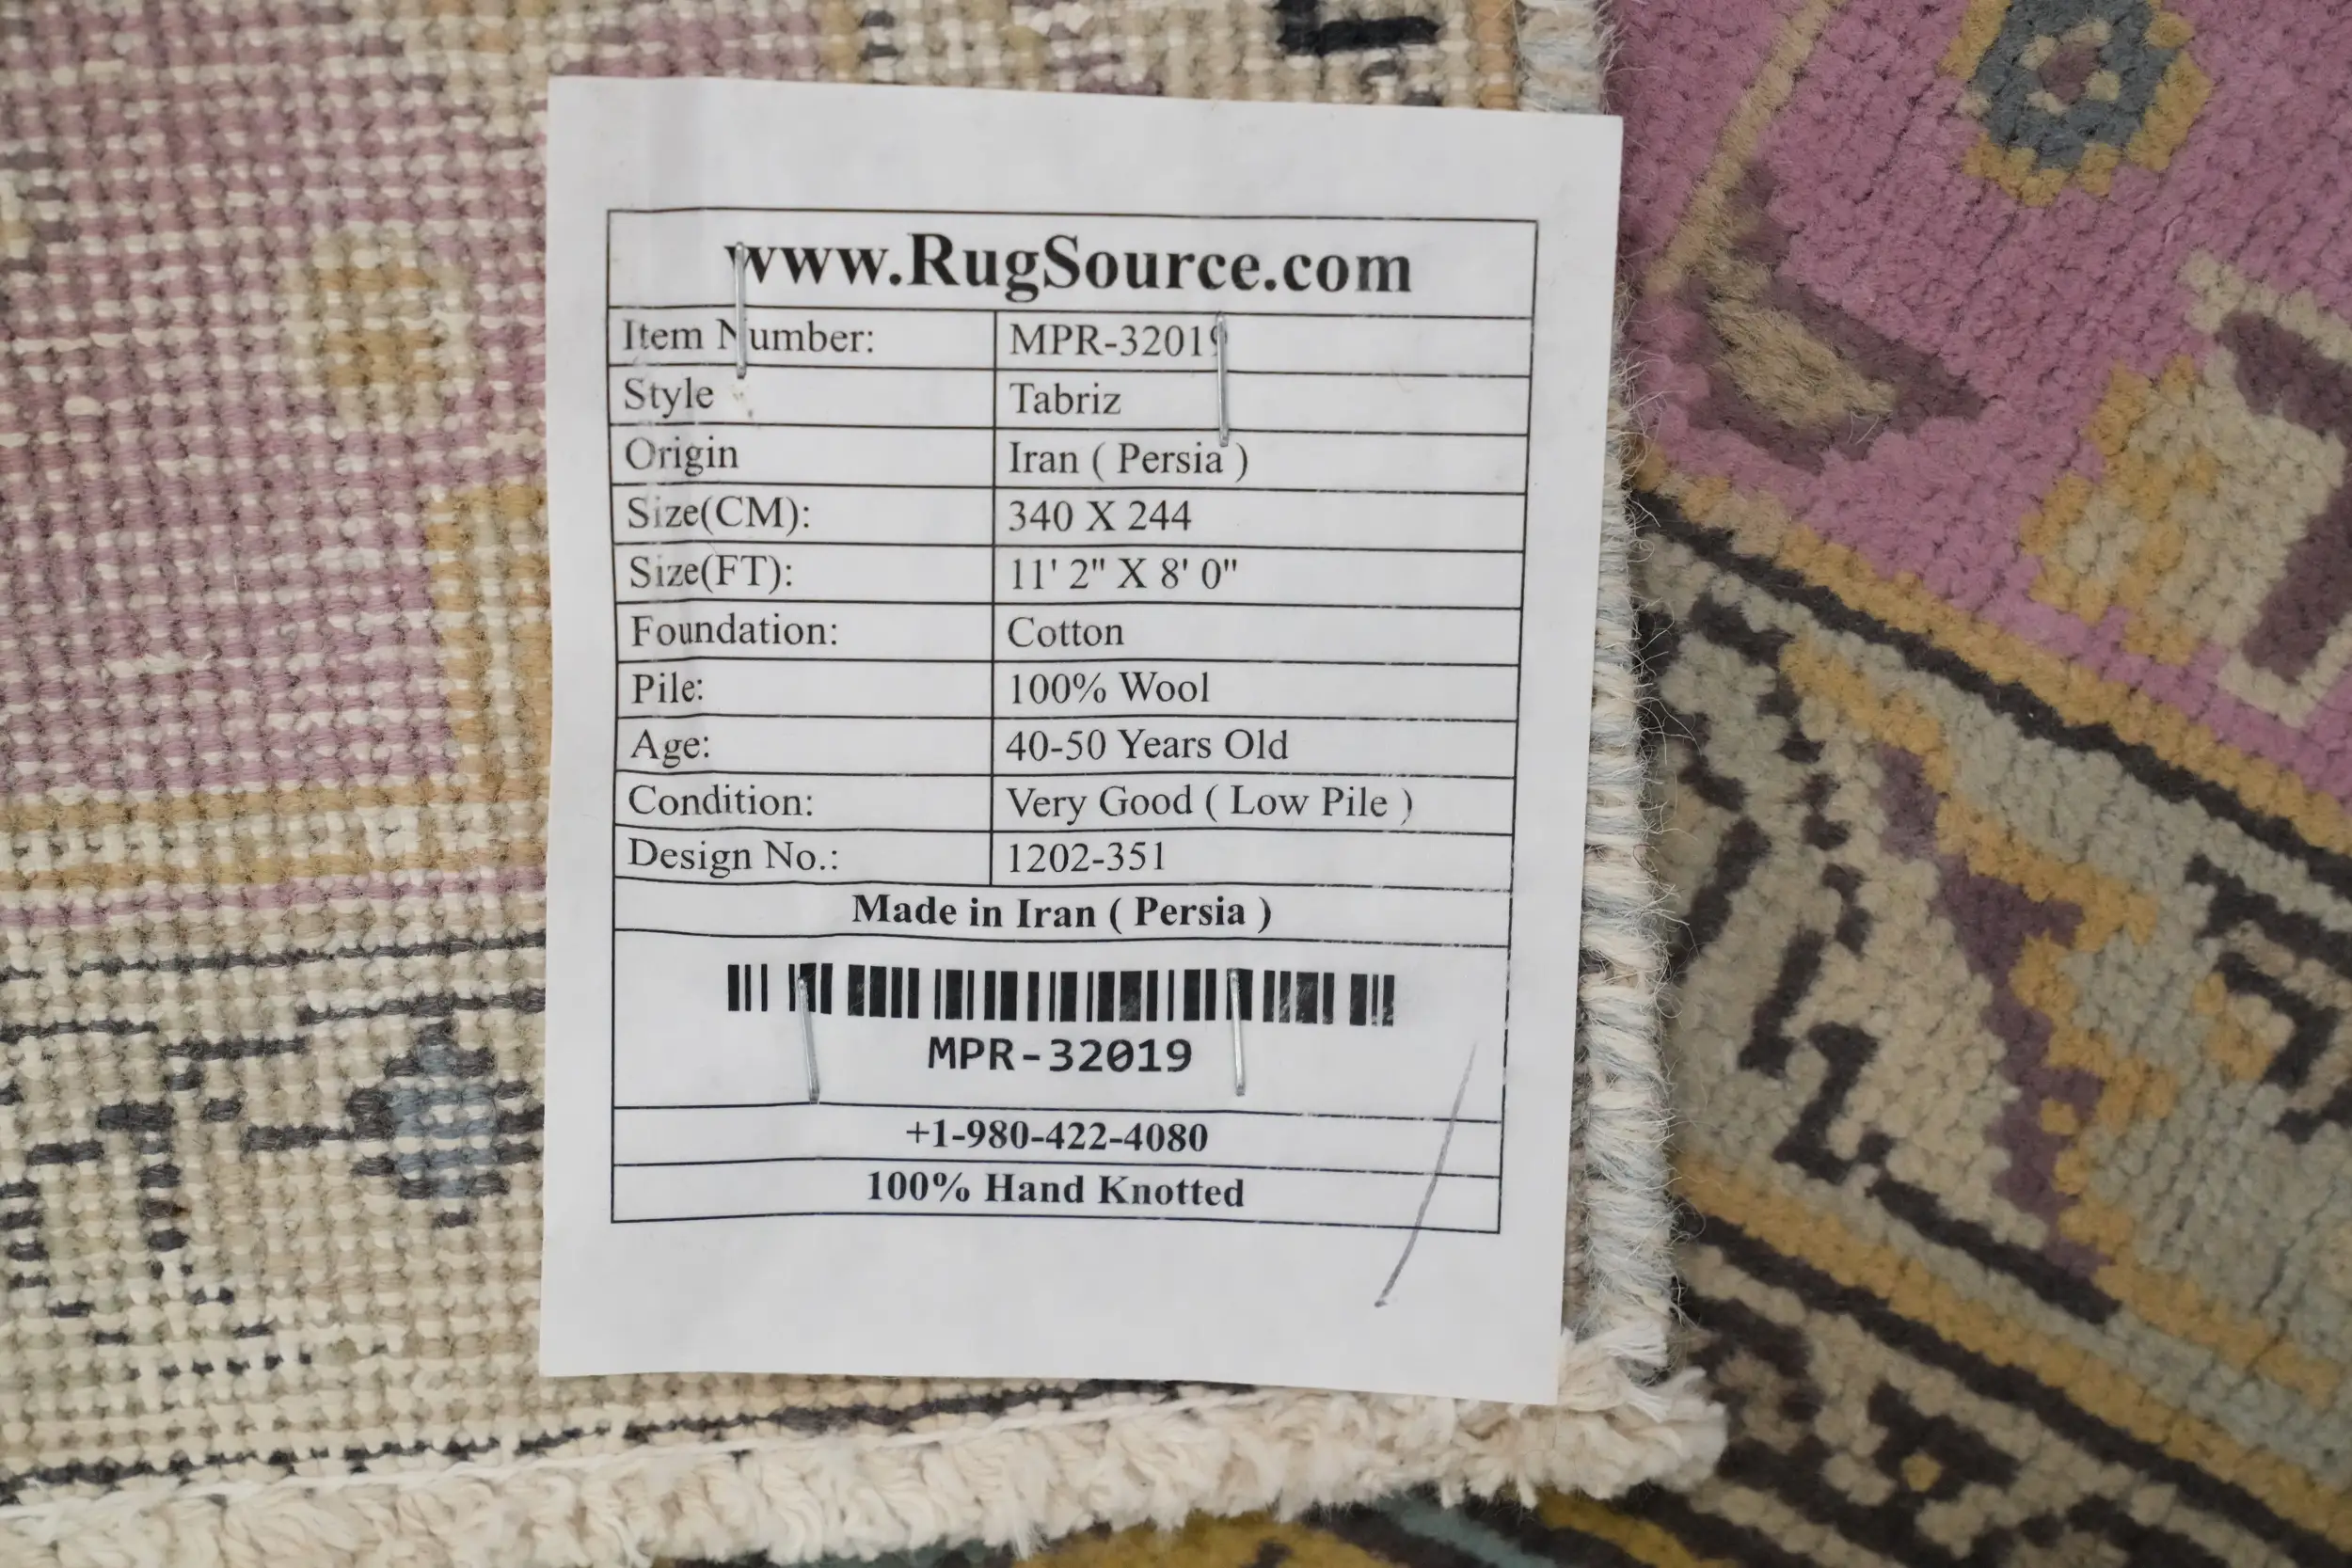 www.RugSource.com
Item Number: MPR-32019
Style Tabriz
Origin Iran ( Persia )
Size(CM): 340 X 244
Size(FT): 11' 2" X 8' 0"
Foundation: Cotton
Pile: 100% Wool
Age: 40-50 Years Old
Condition: Very Good ( Low Pile )
Design No.: 1202-351
Made in Iran ( Persia )
MPR-32019
+1-980-422-4080
100% Hand Knotted